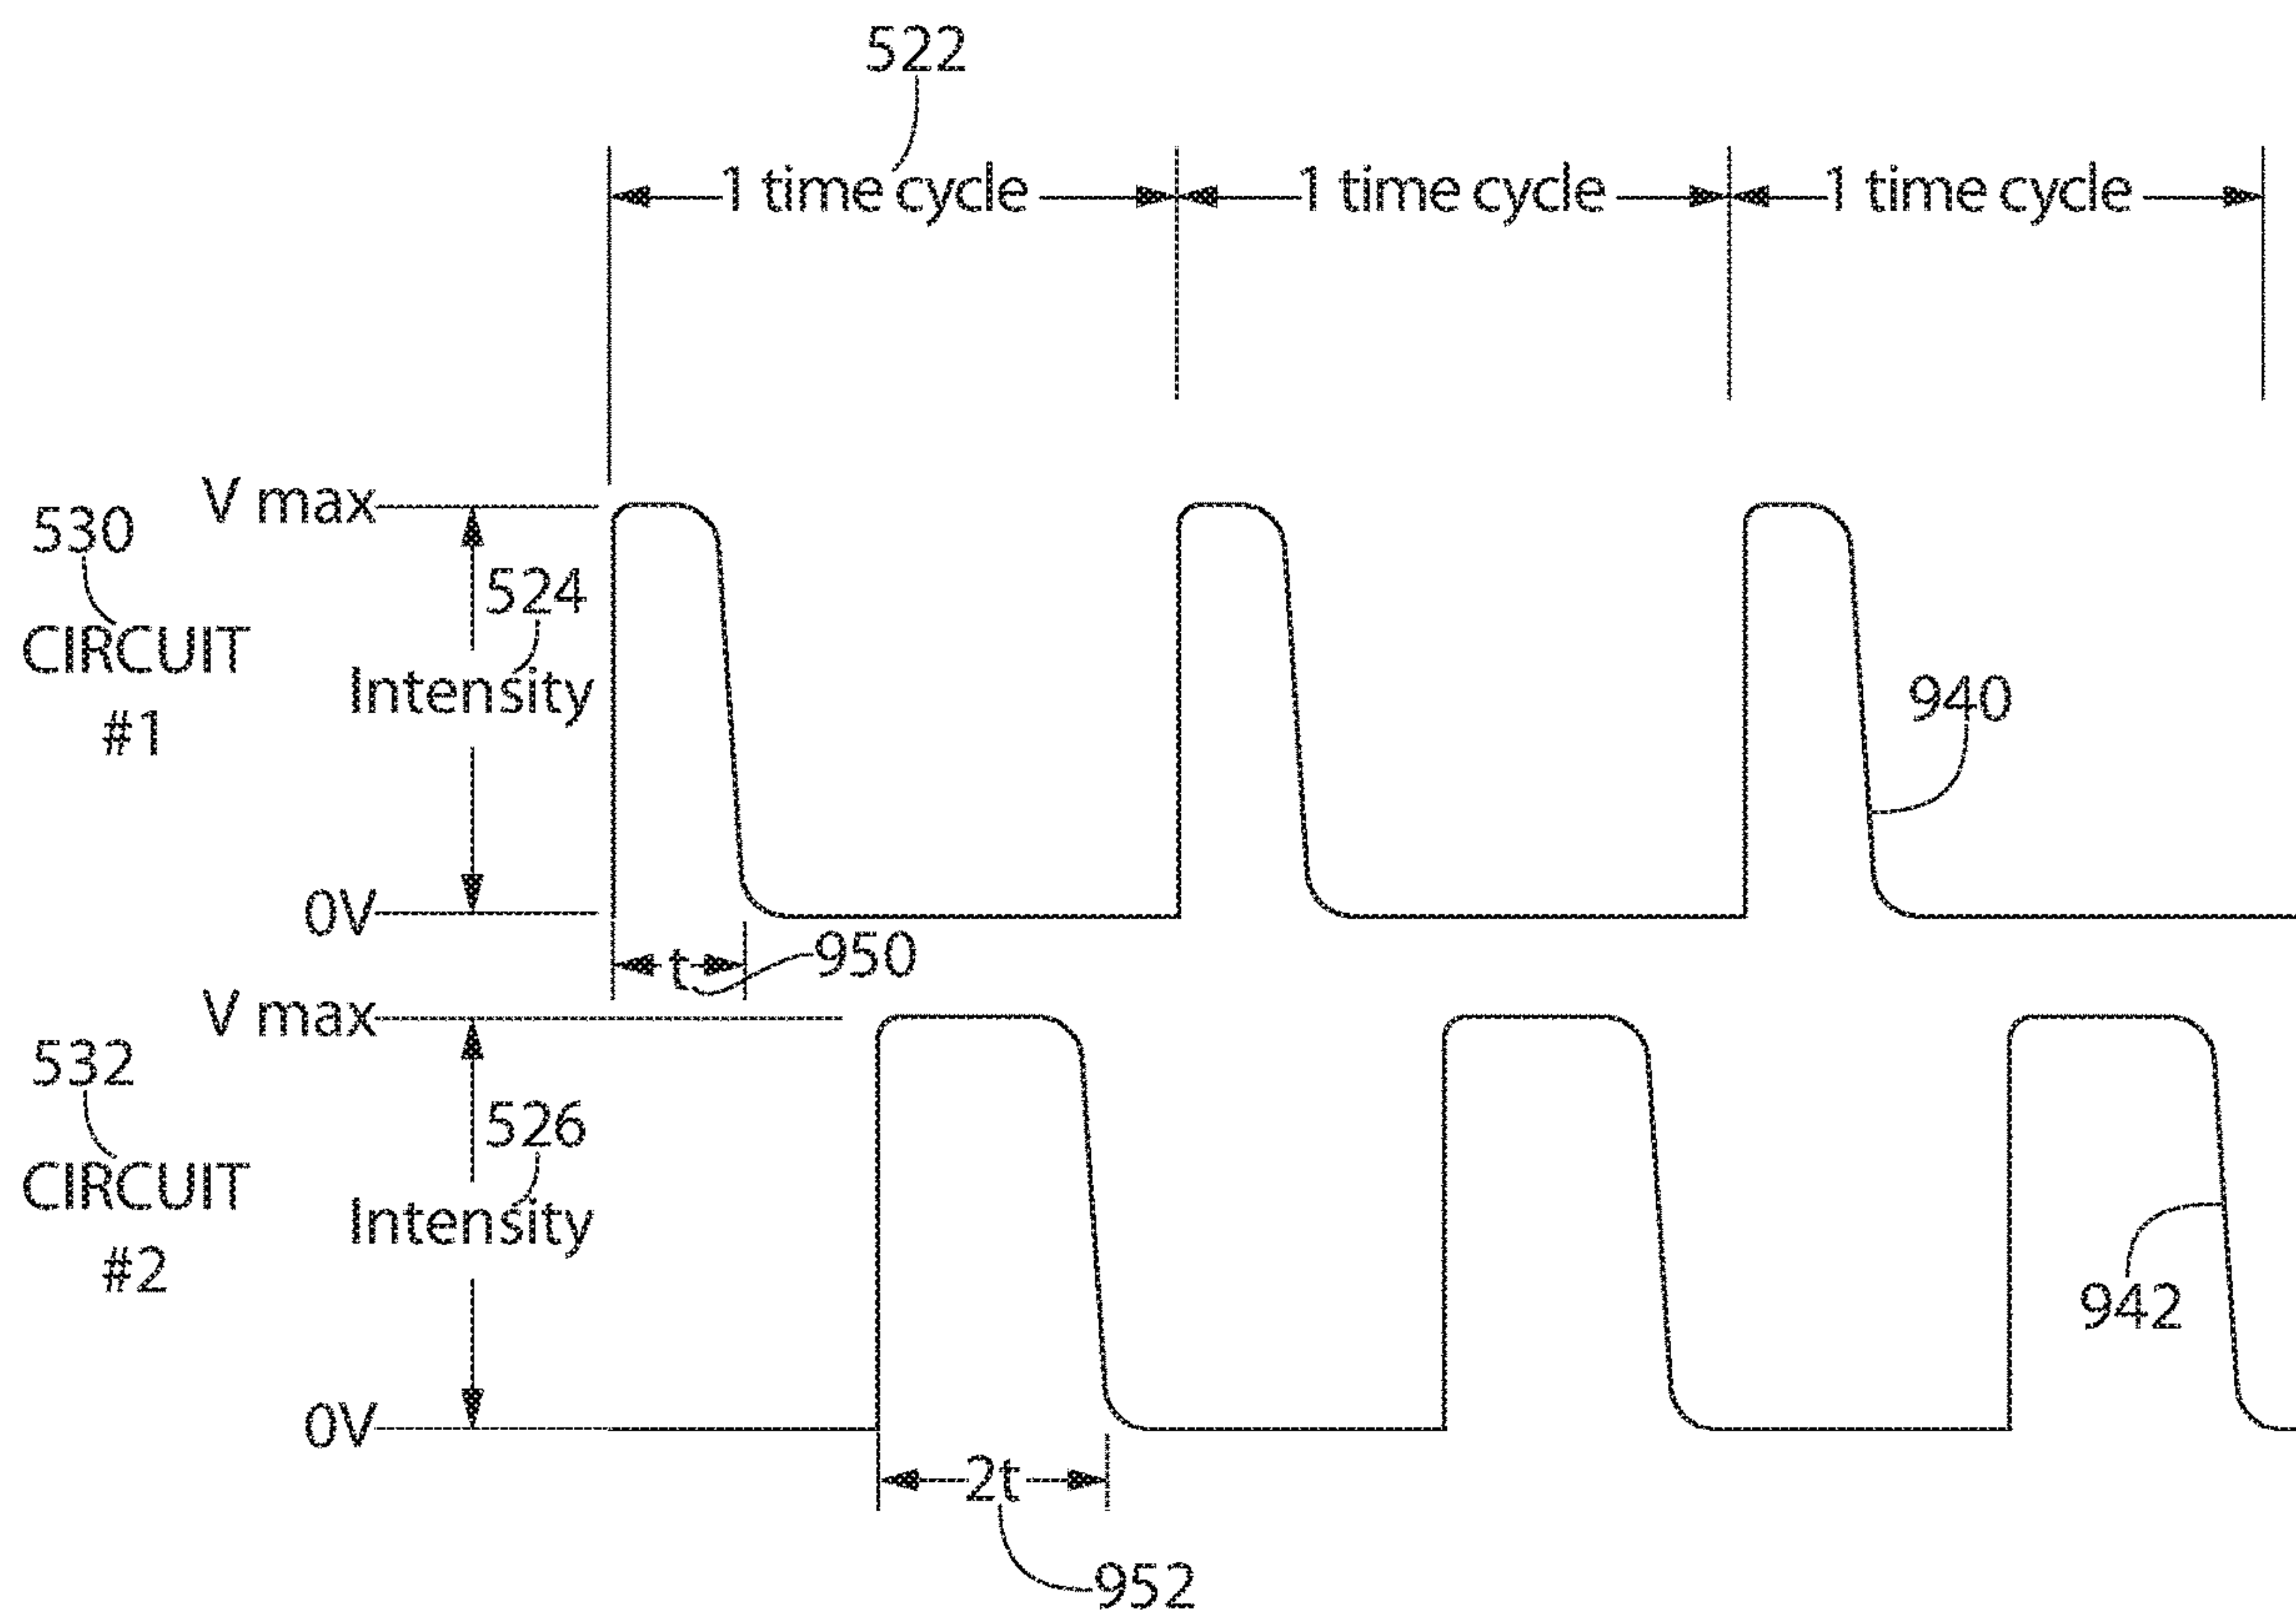 522
1 time cycle 1 time cycle 1 time cycle
V max
530
CIRCUIT
#1
524
Intensity
940
0V
t
950
V max
532
CIRCUIT
#2
526
Intensity
942
0V
2t
952